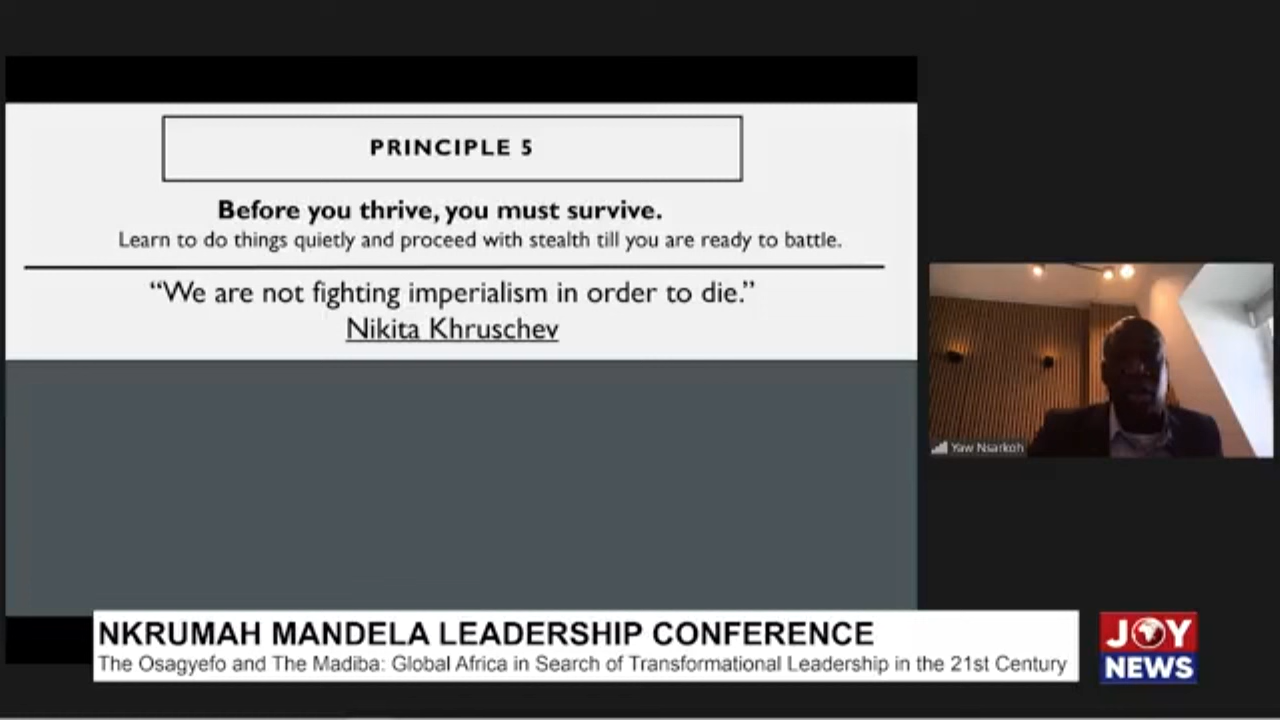 PRINCIPLE 5
Before you thrive, you must survive.
Learn to do things quietly and proceed with stealth till you are ready to battle.
“We are not fighting imperialism in order to die.”
Nikita Khruschev
Yaw Nsarkoh
NKRUMAH MANDELA LEADERSHIP CONFERENCE
The Osagyefo and The Madiba: Global Africa in Search of Transformational Leadership in the 21st Century
JOY
NEWS